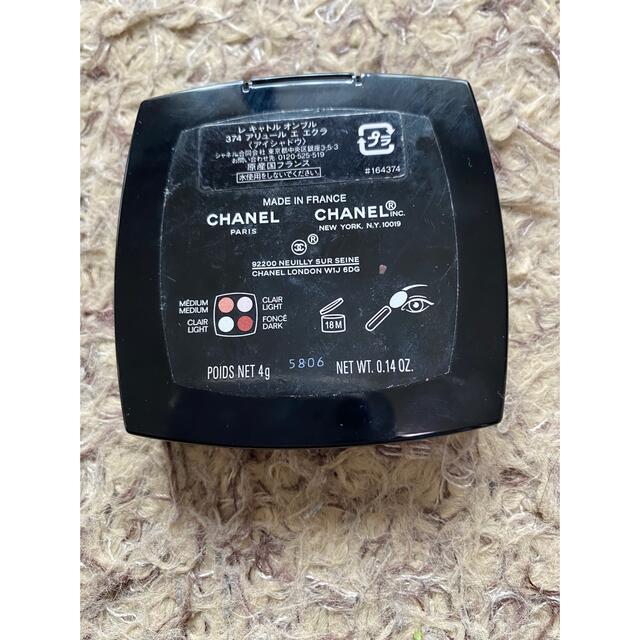 レ キャトル オンブル
374 アリュール エ エクラ
〈アイシャドウ〉
シャネル合同会社 東京都中央区銀座3-5-3
お問い合わせ先 0120-525-519
原産国フランス
水使用をしないでください。
プラ
#164374
MADE IN FRANCE
CHANEL
PARIS
CHANEL® INC.
NEW YORK, N.Y. 10019
®
92200 NEUILLY SUR SEINE
CHANEL LONDON W1J 6DG
MÉDIUM
MEDIUM
CLAIR
LIGHT
CLAIR
LIGHT
FONCÉ
DARK
18 M
POIDS NET 4g
5806
NET WT. 0.14 OZ.